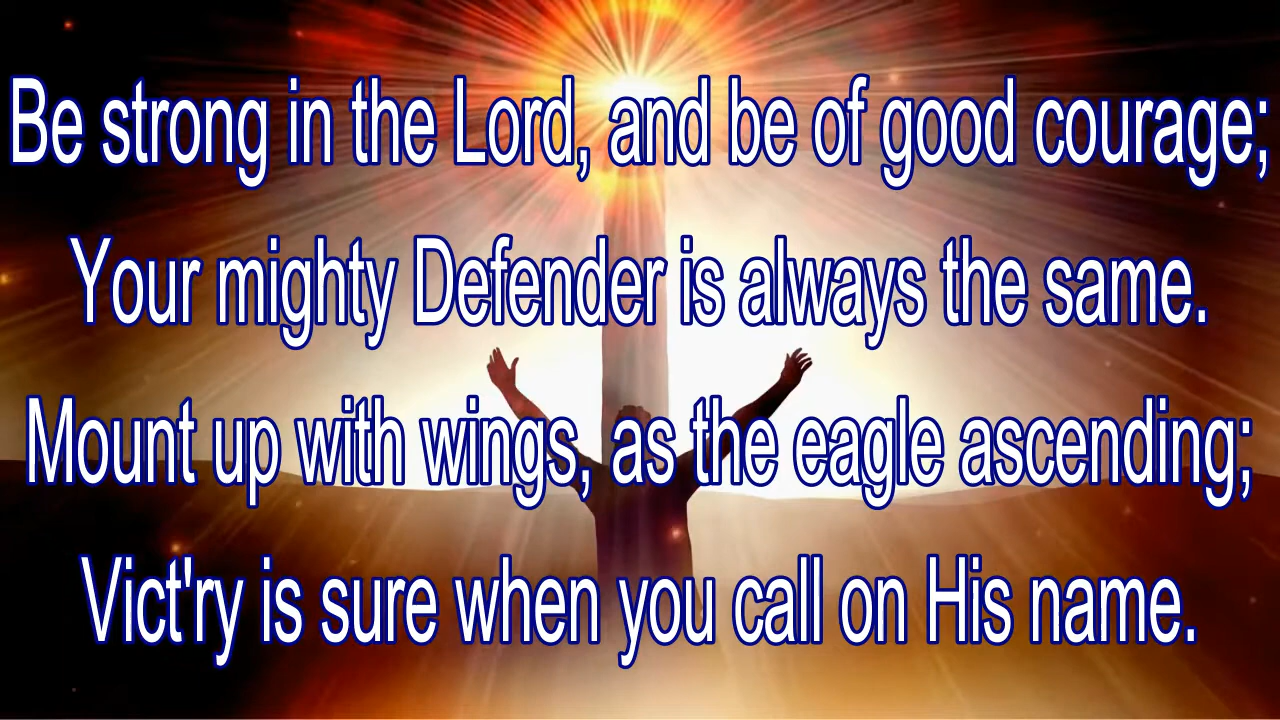 Be strong in the Lord, and be of good courage;
Your mighty Defender is always the same.
Mount up with wings, as the eagle ascending;
Vict'ry is sure when you call on His name.